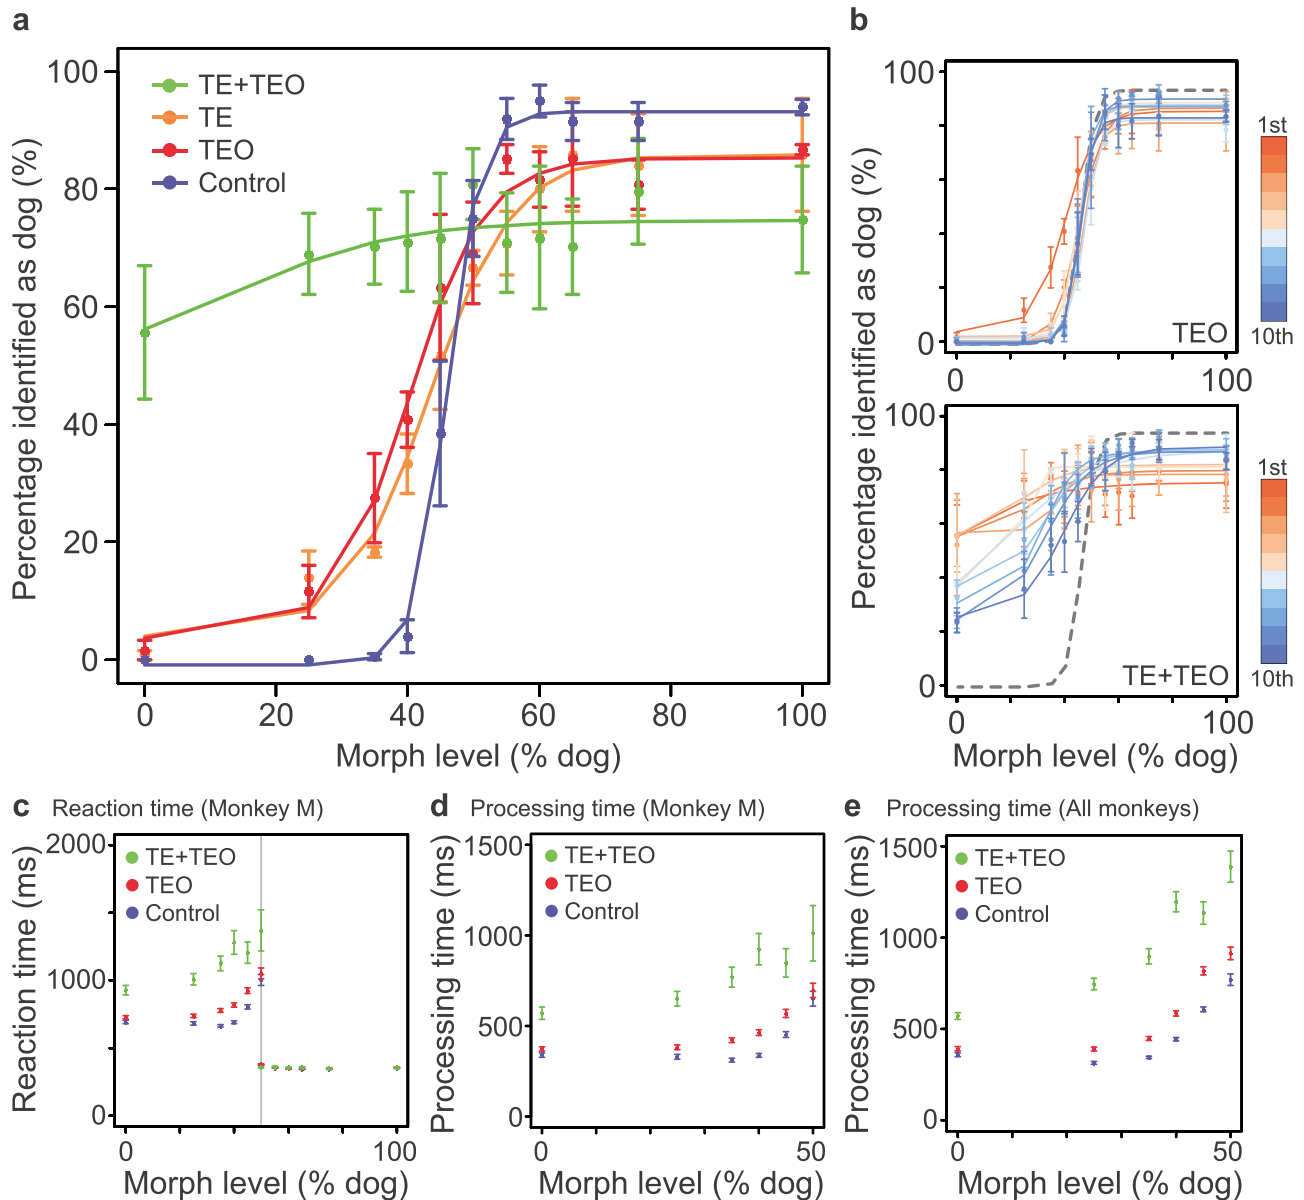 a
Percentage identified as dog (%)
100
80
60
40
20
0
TE+TEO
TE
TEO
Control
0 20 40 60 80 100
Morph level (% dog)
b
Percentage identified as dog (%)
100
0
TEO
0 100
1st
10th
100
0
TE+TEO
0 100
1st
10th
Morph level (% dog)
c Reaction time (Monkey M)
Reaction time (ms)
2000
1000
0
TE+TEO
TEO
Control
0 100
Morph level (% dog)
d Processing time (Monkey M)
Processing time (ms)
1500
1000
500
0
TE+TEO
TEO
Control
0 50
Morph level (% dog)
e Processing time (All monkeys)
Processing time (ms)
1500
1000
500
0
TE+TEO
TEO
Control
0 50
Morph level (% dog)